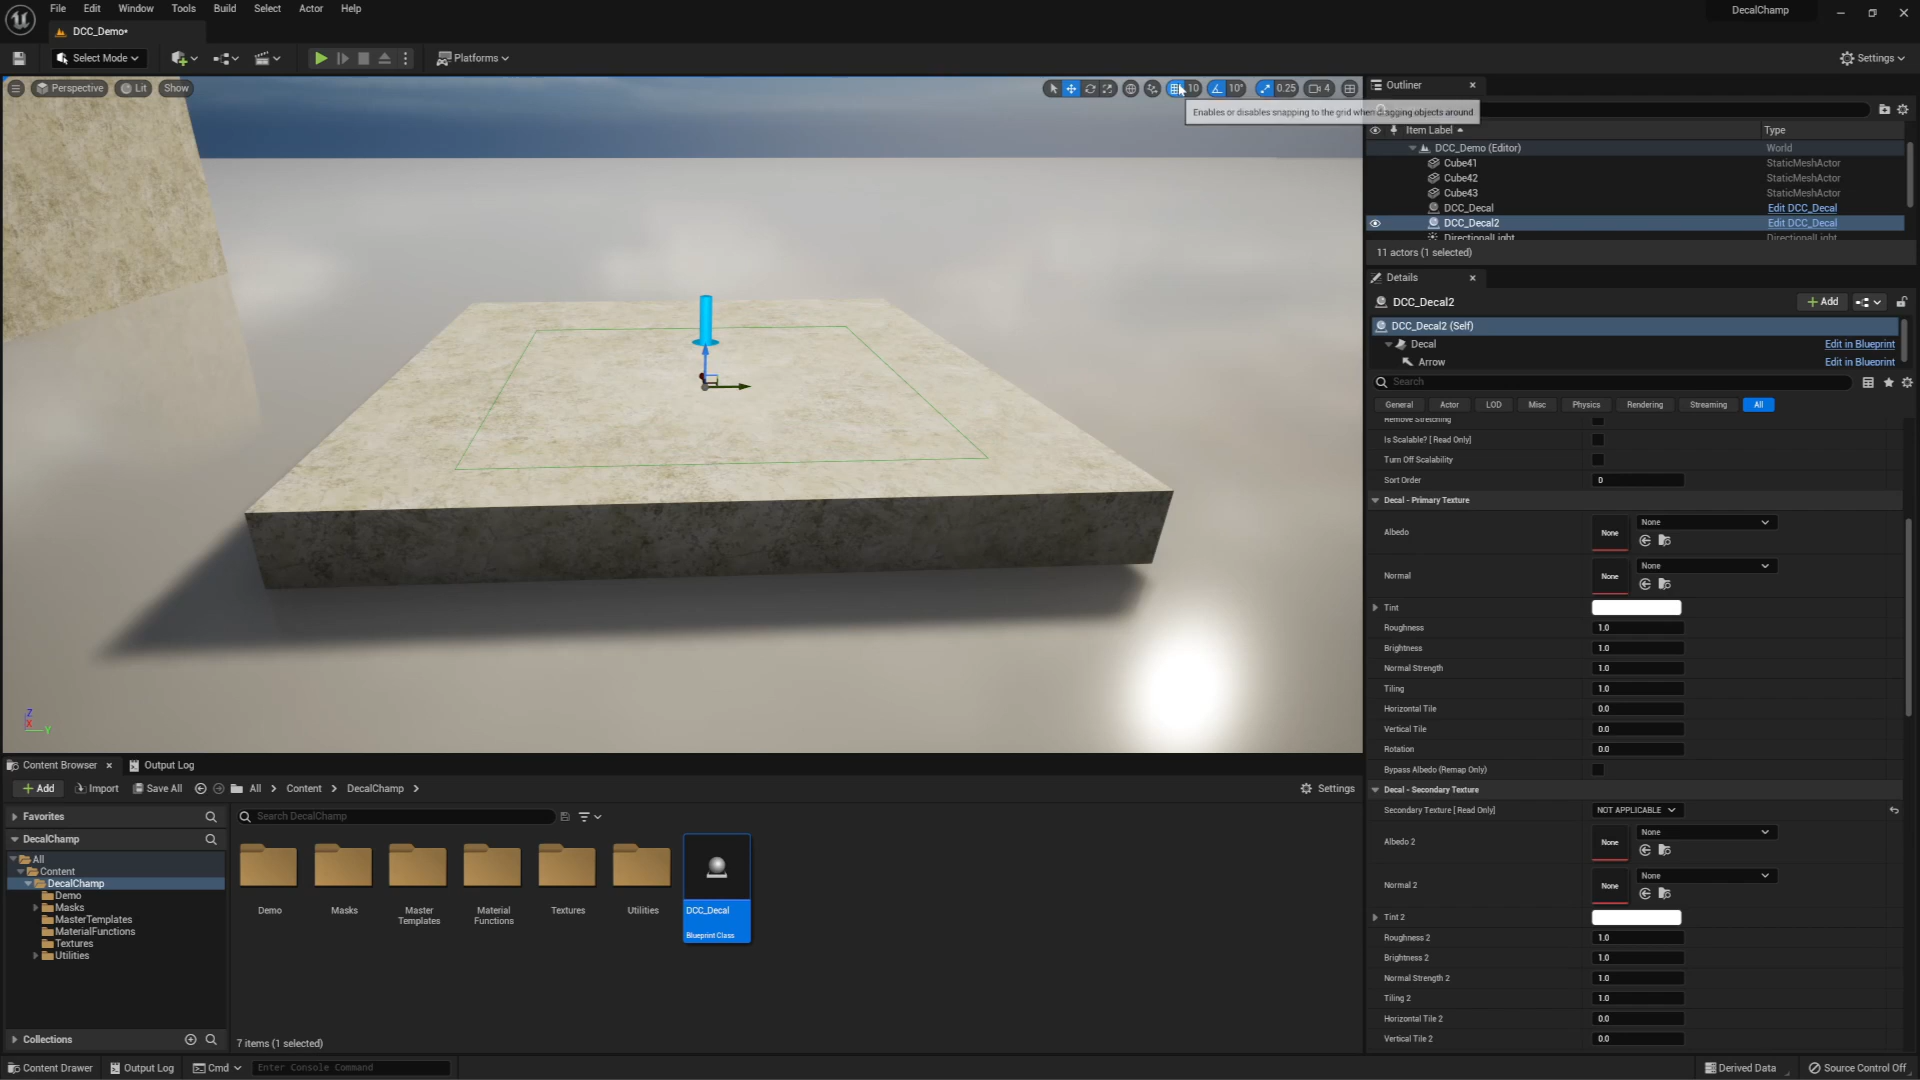 File Edit Window Tools Build Select Actor Help
DecalChamp
DCC_Demo•
Select Mode
Platforms
Settings
Perspective Lit Show
10 10° 0.25 4
Enables or disables snapping to the grid when dragging objects around
Outliner
Item Label Type
DCC_Demo (Editor) World
Cube41 StaticMeshActor
Cube42 StaticMeshActor
Cube43 StaticMeshActor
DCC_Decal Edit DCC_Decal
DCC_Decal2 Edit DCC_Decal
DirectionalLight DirectionalLight
11 actors (1 selected)
Details
DCC_Decal2
Add
DCC_Decal2 (Self)
Decal Edit in Blueprint
Arrow Edit in Blueprint
Search
General Actor LOD Misc Physics Rendering Streaming All
Remove Stretching
Is Scalable? [ Read Only]
Turn Off Scalability
Sort Order 0
Decal - Primary Texture
Albedo None None
Normal None None
Tint
Roughness 1.0
Brightness 1.0
Normal Strength 1.0
Tiling 1.0
Horizontal Tile 0.0
Vertical Tile 0.0
Rotation 0.0
Bypass Albedo (Remap Only)
Decal - Secondary Texture
Secondary Texture [ Read Only] NOT APPLICABLE
Albedo 2 None None
Normal 2 None None
Tint 2
Roughness 2 1.0
Brightness 2 1.0
Normal Strength 2 1.0
Tiling 2 1.0
Horizontal Tile 2 0.0
Vertical Tile 2 0.0
Z
X
Y
Content Browser Output Log
Add Import Save All All Content DecalChamp Settings
Favorites
Search DecalChamp
DecalChamp
All
Content
DecalChamp
Demo
Masks
MasterTemplates
MaterialFunctions
Textures
Utilities
Collections
Demo
Masks
Master
Templates
Material
Functions
Textures
Utilities
DCC_Decal
Blueprint Class
7 items (1 selected)
Content Drawer Output Log Cmd Enter Console Command
Derived Data Source Control Off